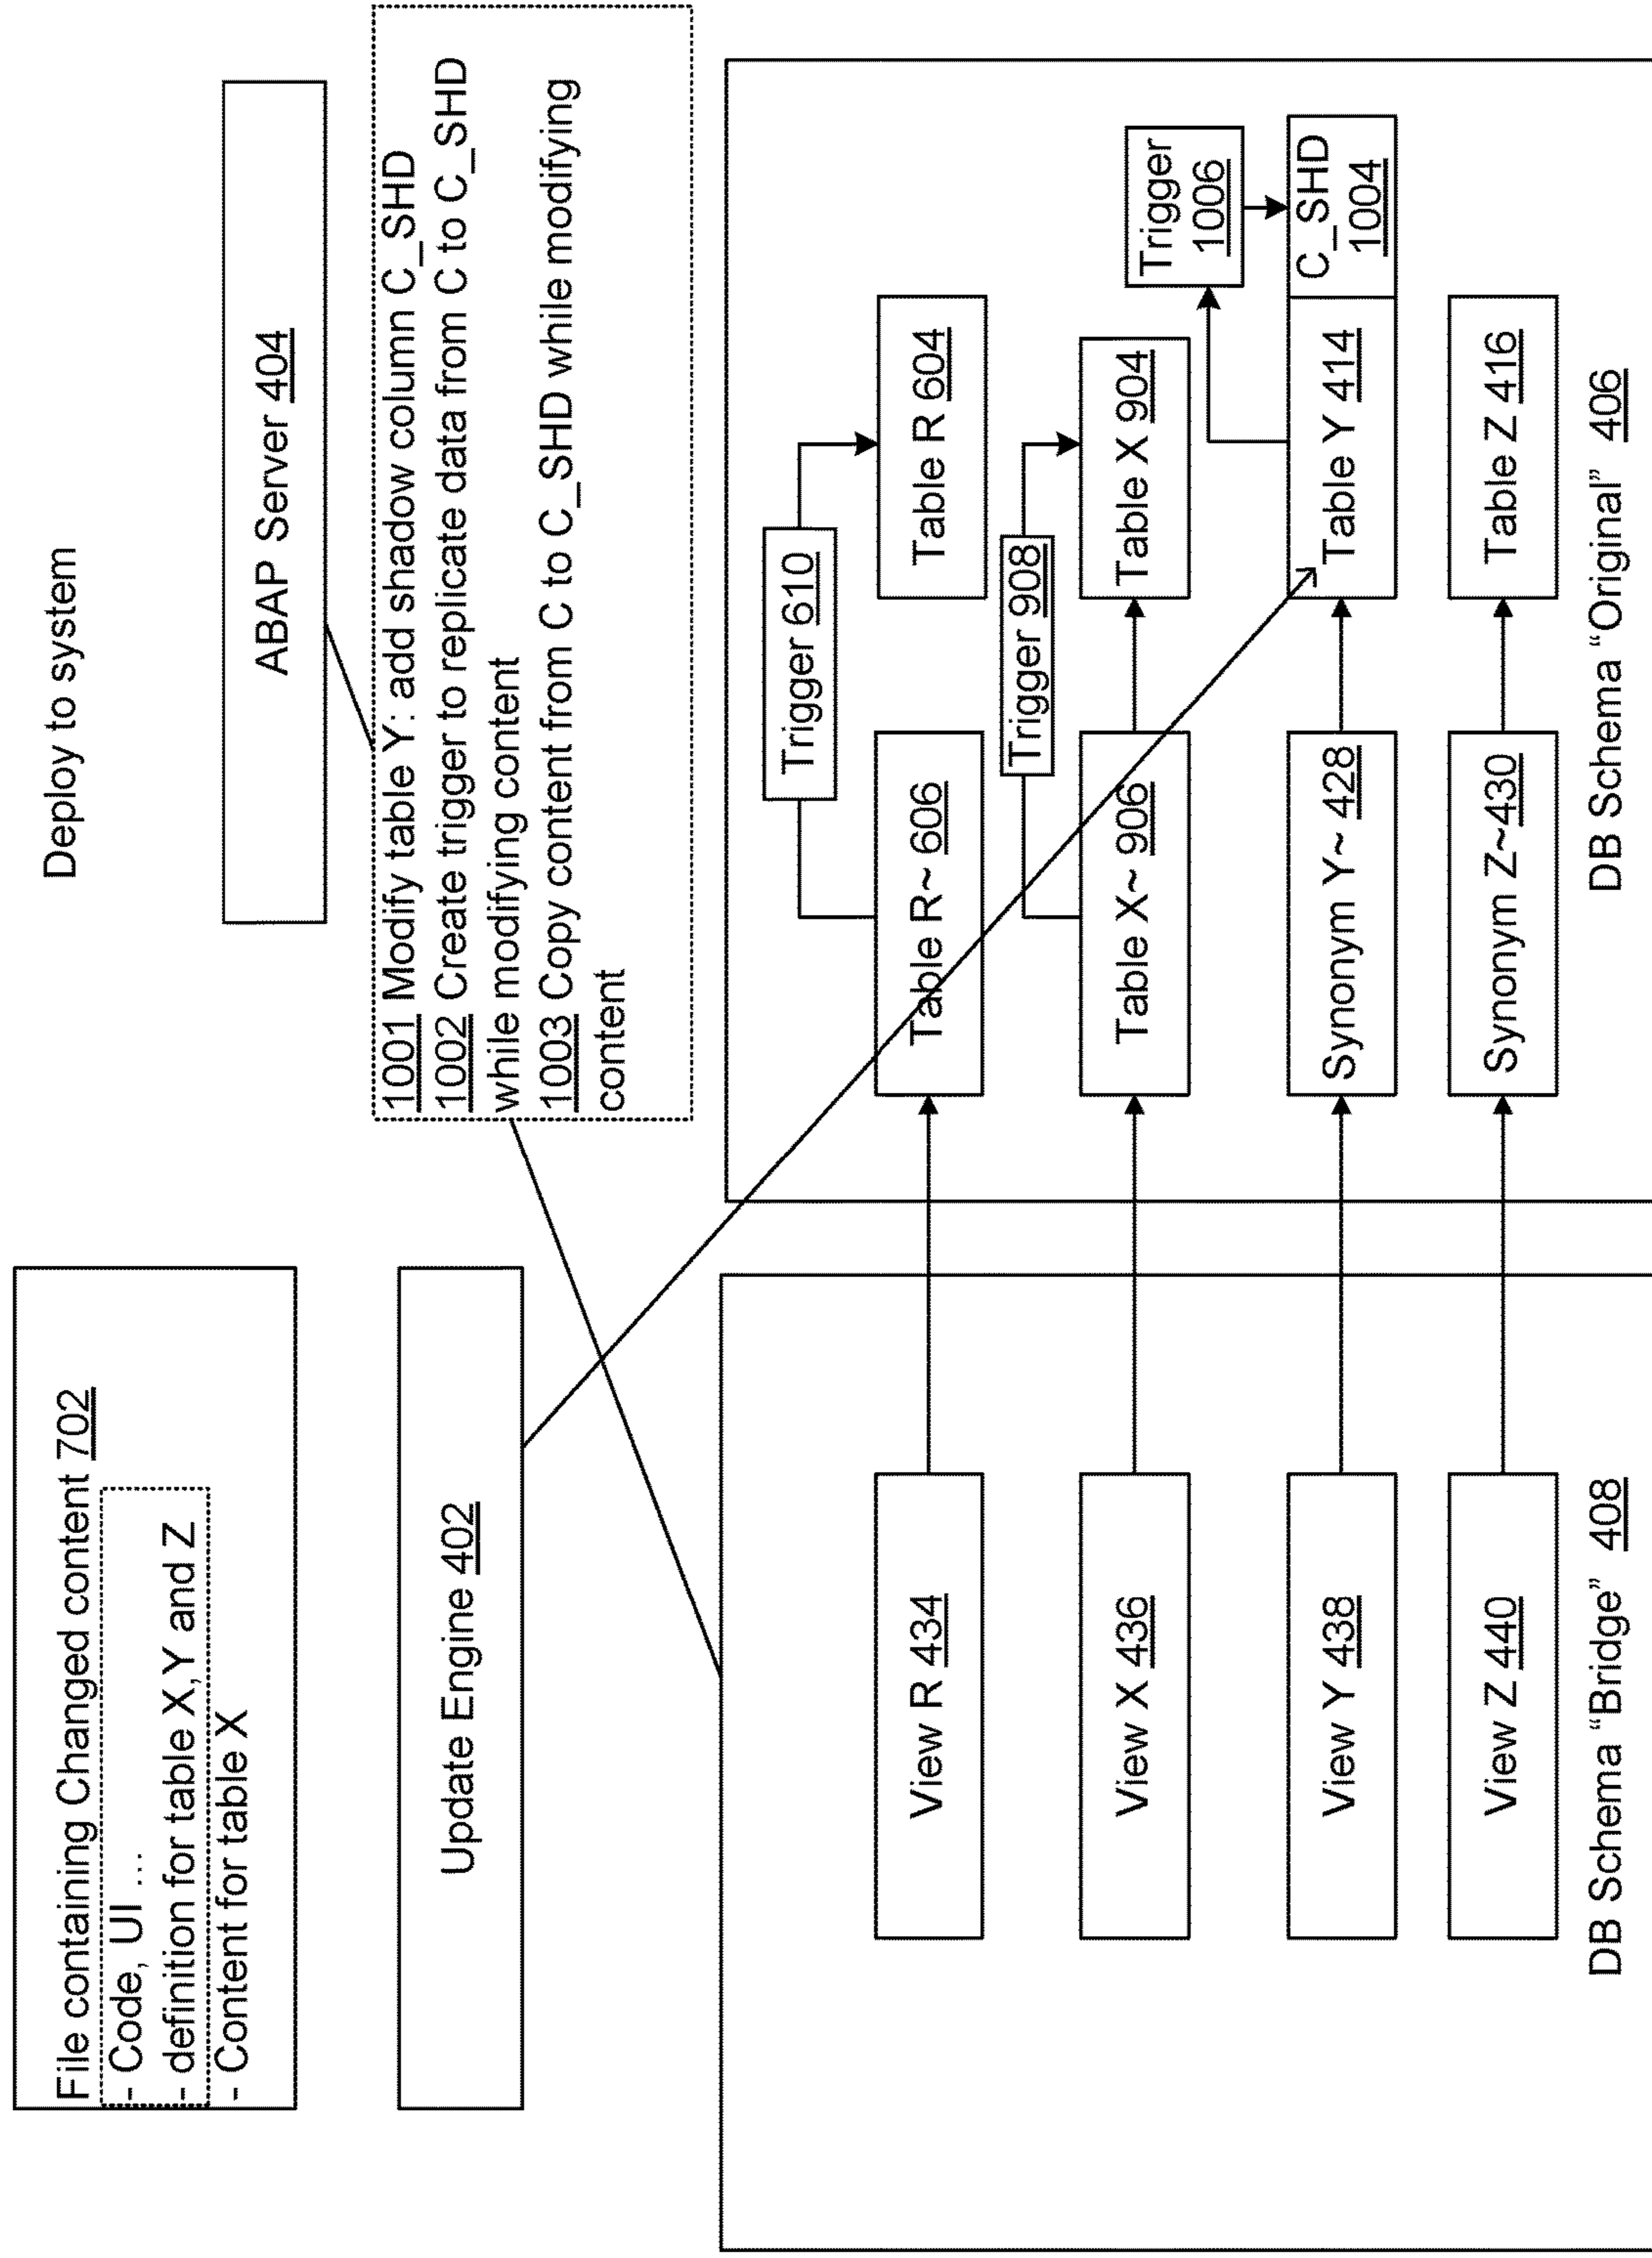 Deploy to system
File containing Changed content 702
- Code, UI ...
- definition for table X,Y and Z
- Content for table X
ABAP Server 404
Update Engine 402
1001 Modify table Y: add shadow column C_SHD
1002 Create trigger to replicate data from C to C_SHD
while modifying content
1003 Copy content from C to C_SHD while modifying
content
View R 434
Table R~ 606
Trigger 610
Table R 604
View X 436
Table X~ 906
Trigger 908
Table X 904
Trigger
1006
View Y 438
Synonym Y~ 428
Table Y 414
C_SHD
1004
View Z 440
Synonym Z~430
Table Z 416
DB Schema “Bridge” 408
DB Schema “Original” 406